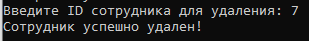 Введите ID сотрудника для удаления: 7
Сотрудник успешно удален!